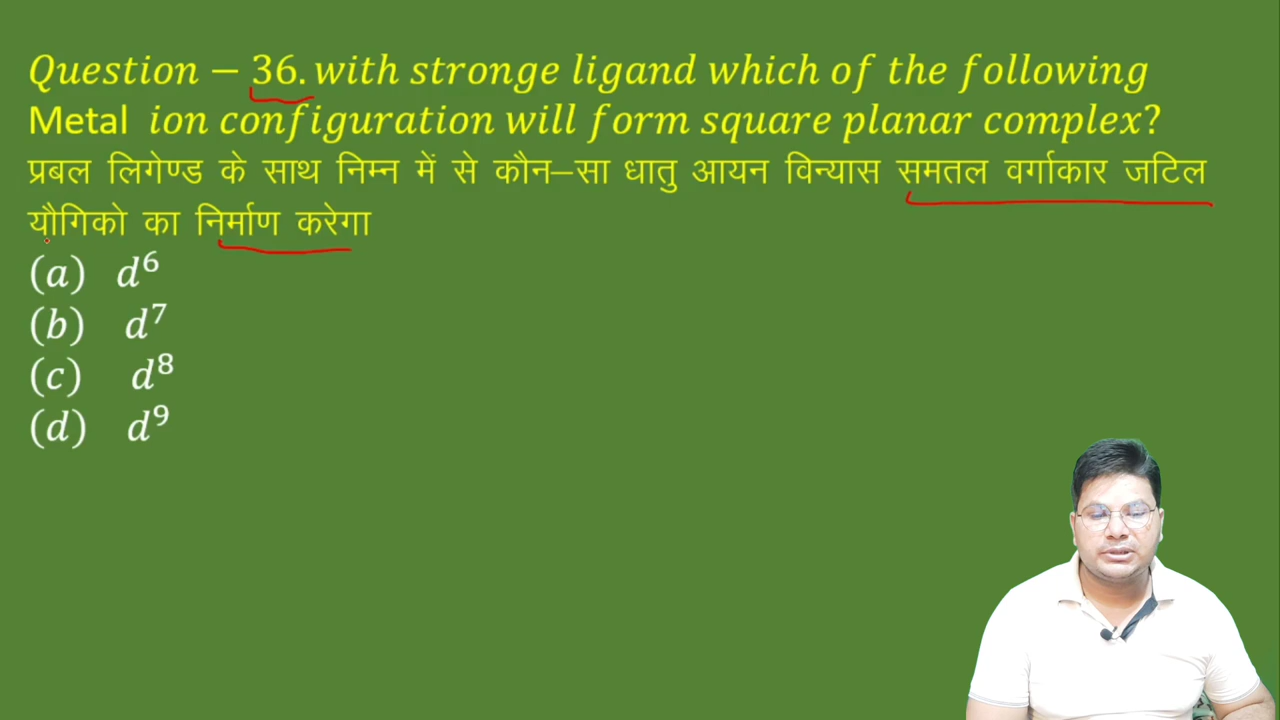 Question − 36. with stronge ligand which of the following
Metal ion configuration will form square planar complex?
प्रबल लिगेण्ड के साथ निम्न में से कौन–सा धातु आयन विन्यास समतल वर्गाकार जटिल
यौगिको का निर्माण करेगा
(a) d⁶
(b) d⁷
(c) d⁸
(d) d⁹